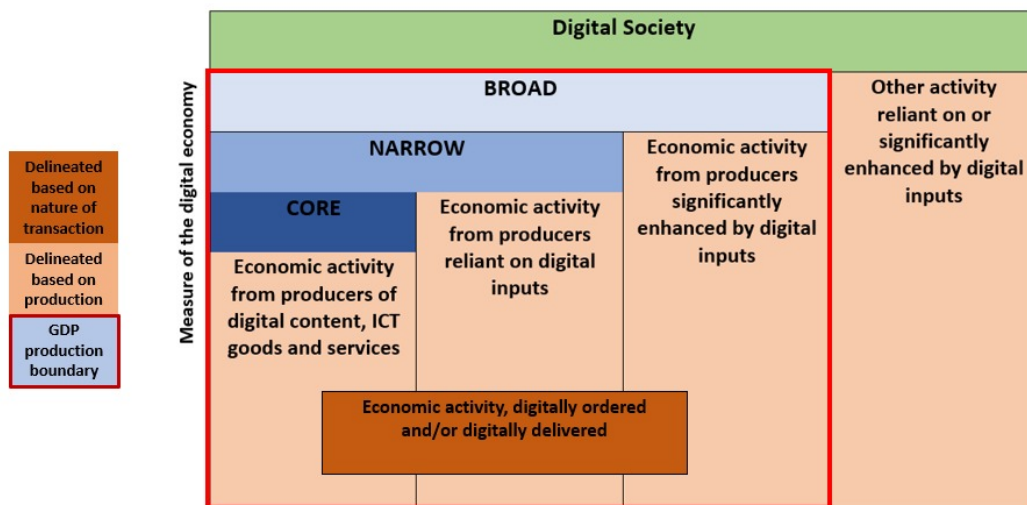 Digital Society
Measure of the digital economy
BROAD
NARROW
CORE
Economic activity
from producers of
digital content, ICT
goods and services
Economic activity
from producers
reliant on digital
inputs
Economic activity
from producers
significantly
enhanced by digital
inputs
Other activity
reliant on or
significantly
enhanced by digital
inputs
Economic activity, digitally ordered
and/or digitally delivered
Delineated
based on
nature of
transaction
Delineated
based on
production
GDP
production
boundary